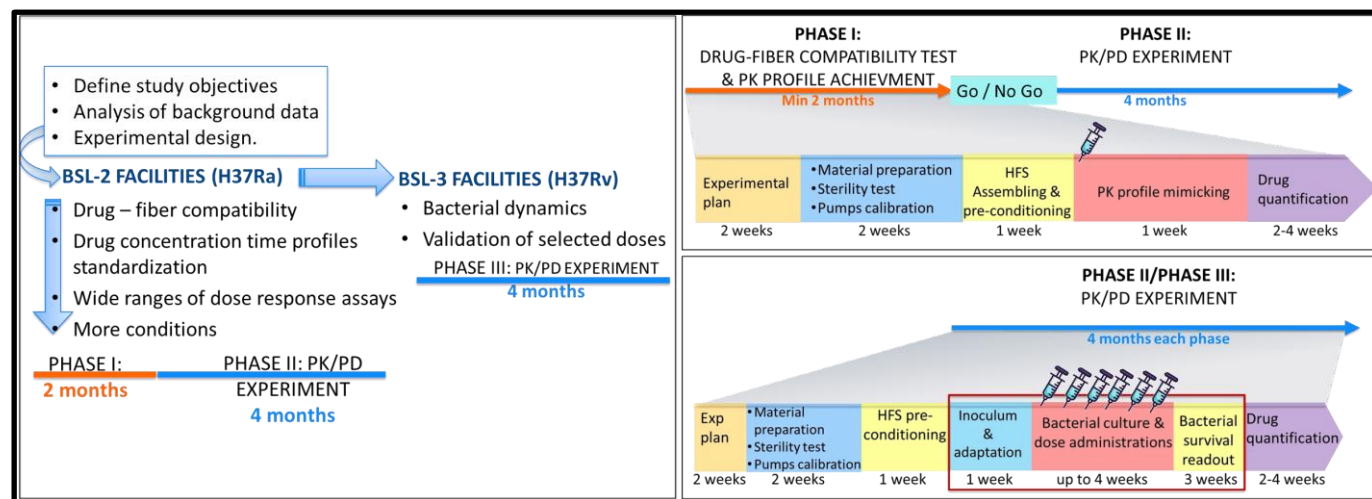 • Define study objectives
• Analysis of background data
• Experimental design.
BSL-2 FACILITIES (H37Ra)
• Drug – fiber compatibility
• Drug concentration time profiles
standardization
• Wide ranges of dose response assays
• More conditions
PHASE I:
2 months
PHASE II: PK/PD
EXPERIMENT
4 months
BSL-3 FACILITIES (H37Rv)
• Bacterial dynamics
• Validation of selected doses
PHASE III: PK/PD EXPERIMENT
4 months
PHASE I:
DRUG-FIBER COMPATIBILITY TEST
& PK PROFILE ACHIEVMENT
Min 2 months
Go / No Go
PHASE II:
PK/PD EXPERIMENT
4 months
Experimental
plan
2 weeks
•Material preparation
•Sterility test
•Pumps calibration
2 weeks
HFS
Assembling &
pre-conditioning
1 week
PK profile mimicking
1 week
Drug
quantification
2-4 weeks
PHASE II/PHASE III:
PK/PD EXPERIMENT
4 months each phase
Exp
plan
2 weeks
•Material
preparation
•Sterility test
•Pumps calibration
2 weeks
HFS pre-
conditioning
1 week
Inoculum
&
adaptation
1 week
Bacterial culture &
dose administrations
up to 4 weeks
Bacterial
survival
readout
3 weeks
Drug
quantification
2-4 weeks